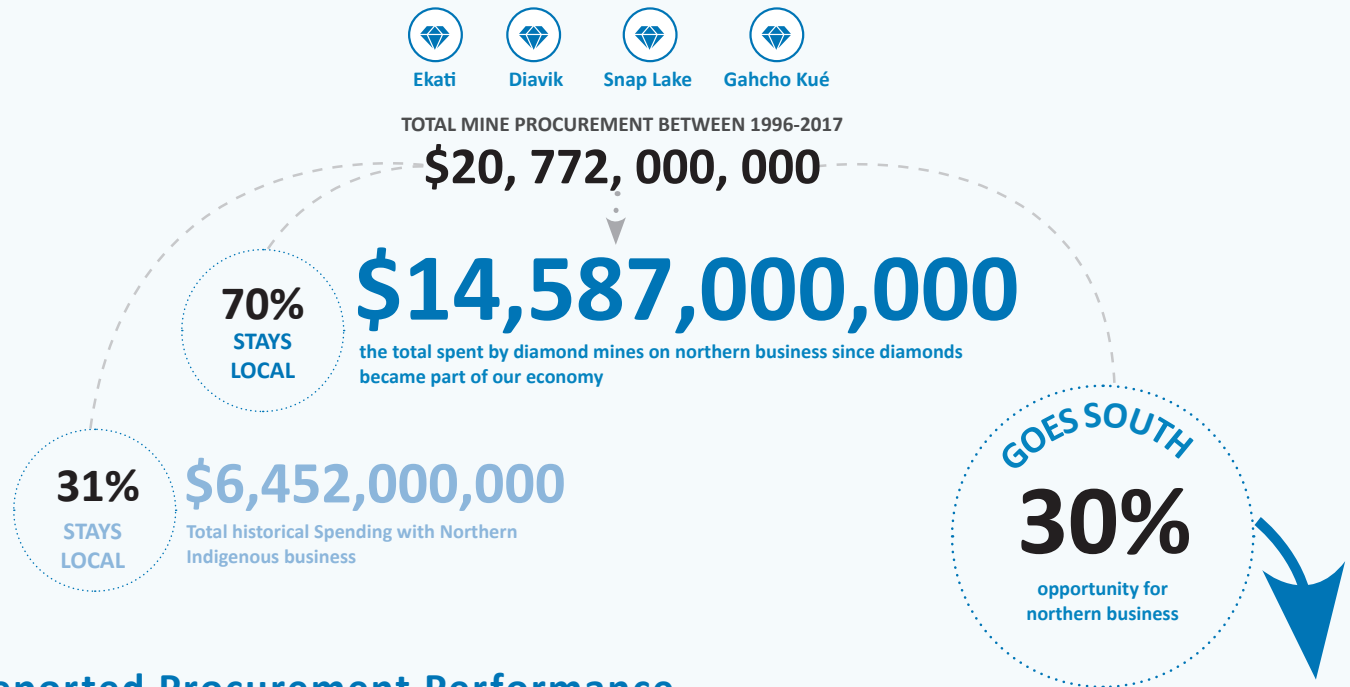 Ekati
Diavik
Snap Lake
Gahcho Kué
TOTAL MINE PROCUREMENT BETWEEN 1996-2017
$20, 772, 000, 000
70%
STAYS
LOCAL
$14,587,000,000
the total spent by diamond mines on northern business since diamonds
became part of our economy
31%
STAYS
LOCAL
$6,452,000,000
Total historical Spending with Northern
Indigenous business
GOES SOUTH
30%
opportunity for
northern business
Procurement Performance